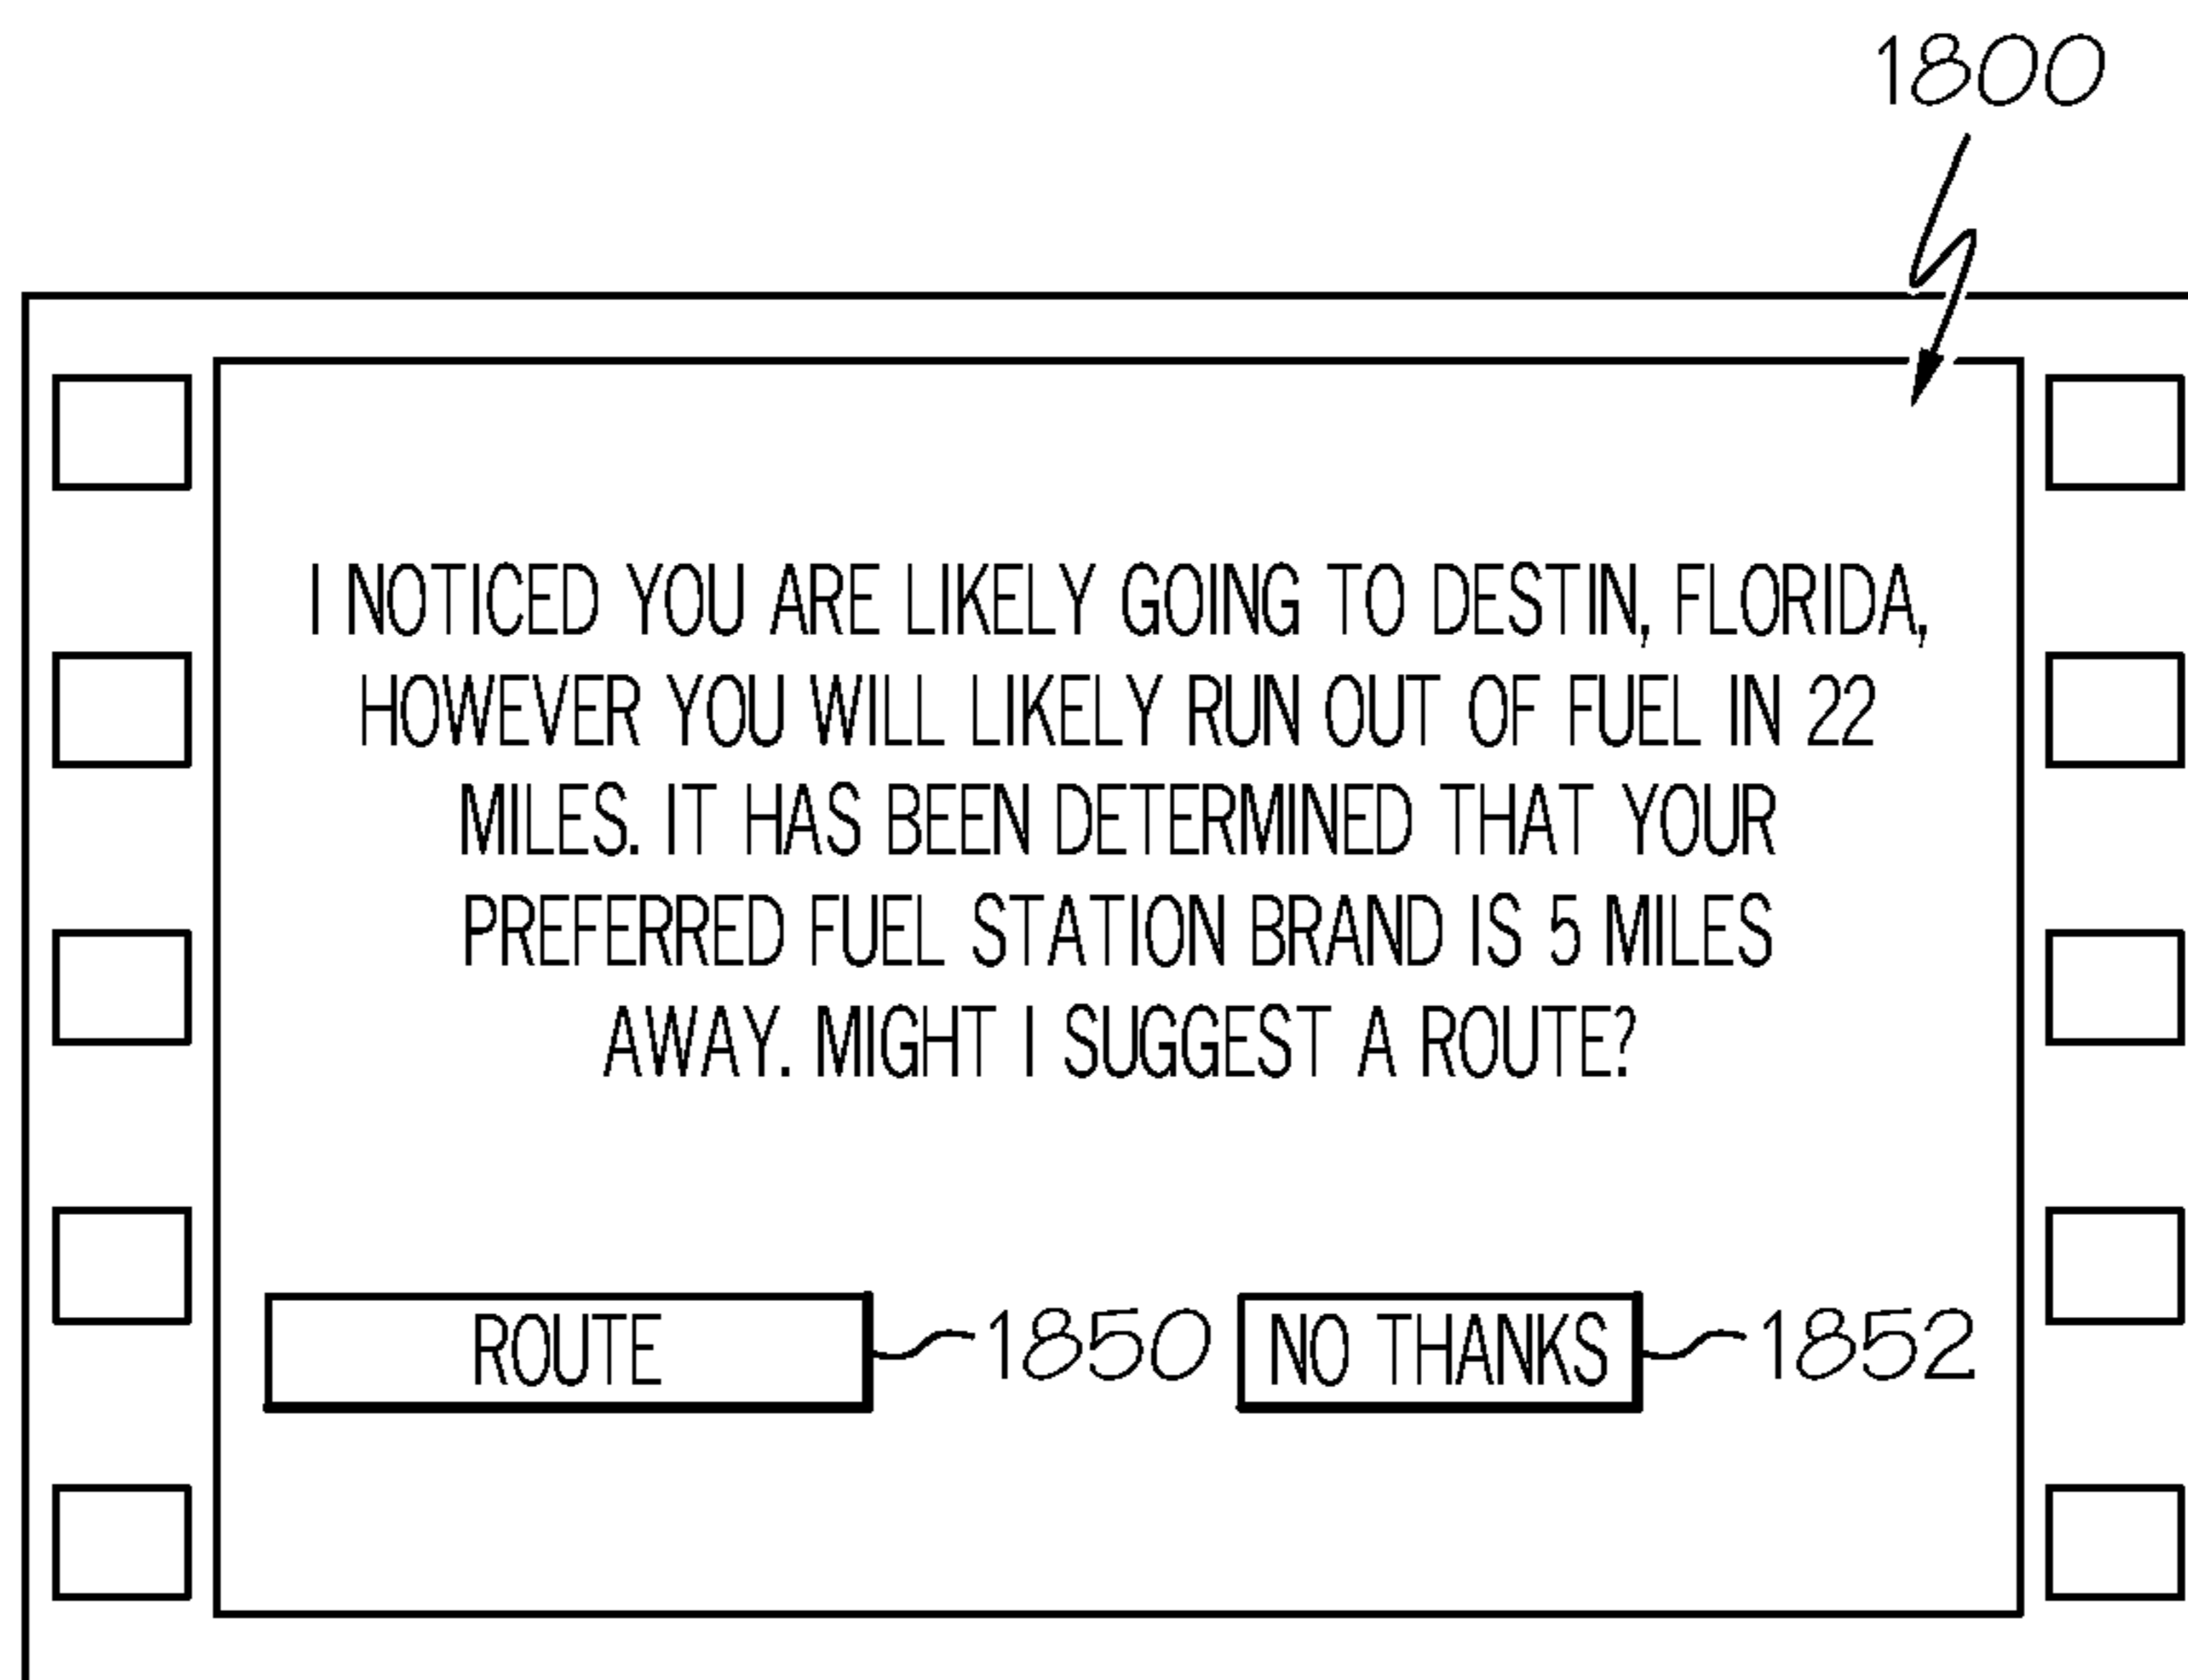 1800
I NOTICED YOU ARE LIKELY GOING TO DESTIN, FLORIDA,
HOWEVER YOU WILL LIKELY RUN OUT OF FUEL IN 22
MILES. IT HAS BEEN DETERMINED THAT YOUR
PREFERRED FUEL STATION BRAND IS 5 MILES
AWAY. MIGHT I SUGGEST A ROUTE?
ROUTE 1850 NO THANKS 1852